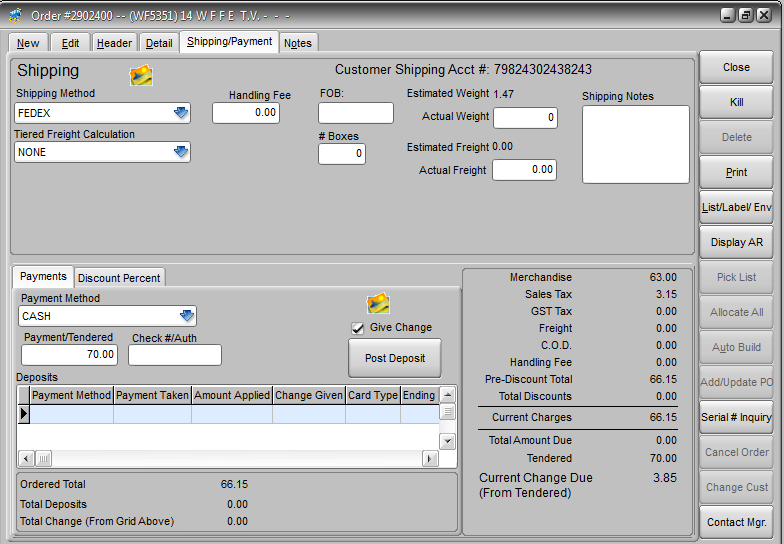 Order #2902400 -- (WF5351) 14 W F F E T.V. - - -
New Edit Header Detail Shipping/Payment Notes
Shipping
Customer Shipping Acct #: 79824302438243
Shipping Method
FEDEX
Tiered Freight Calculation
NONE
Handling Fee
0.00
FOB:
# Boxes
0
Estimated Weight 1.47
Actual Weight 0
Estimated Freight 0.00
Actual Freight 0.00
Shipping Notes
Close
Kill
Delete
Print
List/Label/ Env
Display AR
Pick List
Allocate All
Auto Build
Add/Update PO
Serial # Inquiry
Cancel Order
Change Cust
Contact Mgr.
Payments Discount Percent
Payment Method
CASH
Payment/Tendered Check #/Auth
70.00
Give Change
Post Deposit
Deposits
Payment Method Payment Taken Amount Applied Change Given Card Type Ending
Ordered Total 66.15
Total Deposits 0.00
Total Change (From Grid Above) 0.00
Merchandise 63.00
Sales Tax 3.15
GST Tax 0.00
Freight 0.00
C.O.D. 0.00
Handling Fee 0.00
Pre-Discount Total 66.15
Total Discounts 0.00
Current Charges 66.15
Total Amount Due 0.00
Tendered 70.00
Current Change Due 3.85
(From Tendered)